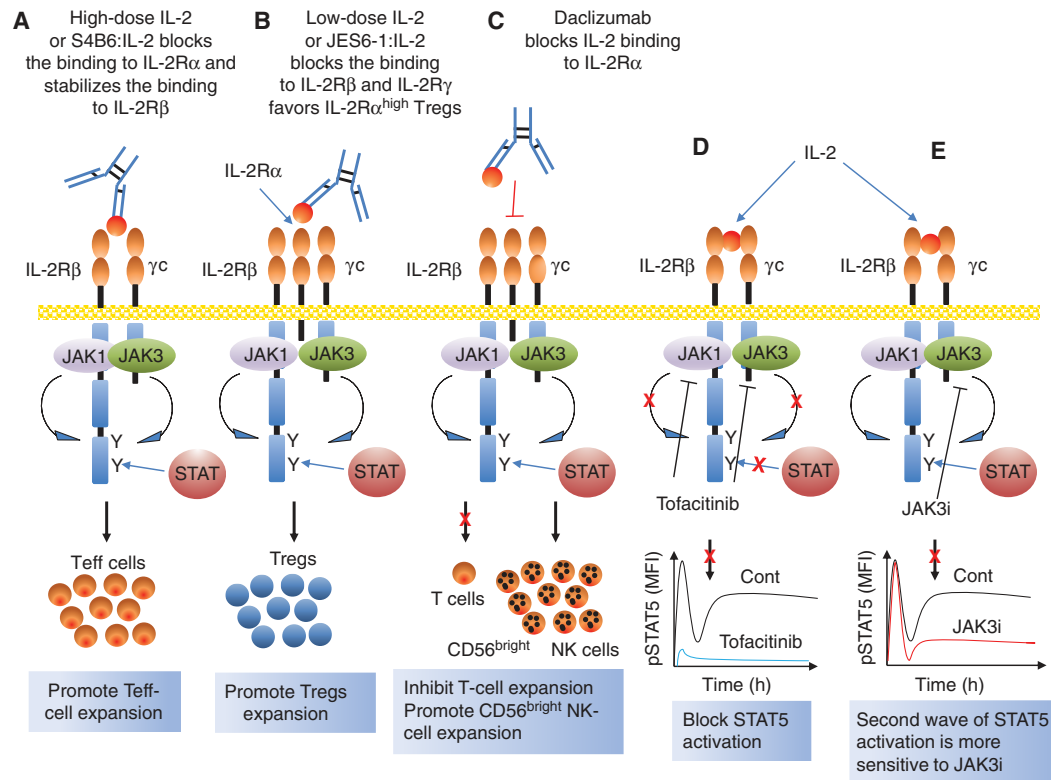 A
High-dose IL-2
or S4B6:IL-2 blocks
the binding to IL-2Rα and
stabilizes the binding
to IL-2Rβ
B
Low-dose IL-2
or JES6-1:IL-2
blocks the binding
to IL-2Rβ and IL-2Rγ
favors IL-2Rα^high Tregs
C
Daclizumab
blocks IL-2 binding
to IL-2Rα
D
IL-2
E
IL-2Rα
IL-2Rβ
γc
IL-2Rβ
γc
IL-2Rβ
γc
IL-2Rβ
γc
IL-2Rβ
γc
JAK1
JAK3
JAK1
JAK3
JAK1
JAK3
JAK1
JAK3
JAK1
JAK3
Y
Y
STAT
Y
Y
STAT
Y
Y
STAT
X
X
Y
Y
X
STAT
Y
Y
STAT
Tofacitinib
JAK3i
Teff cells
Tregs
X
T cells
CD56^bright
NK cells
X
pSTAT5 (MFI)
Cont
Tofacitinib
Time (h)
X
pSTAT5 (MFI)
Cont
JAK3i
Time (h)
Promote Teff-
cell expansion
Promote Tregs
expansion
Inhibit T-cell expansion
Promote CD56^bright NK-
cell expansion
Block STAT5
activation
Second wave of STAT5
activation is more
sensitive to JAK3i